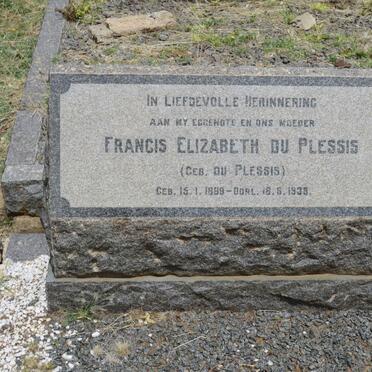 IN LIEFDEVOLLE HERINNERING
AAN MY EGGENOTE EN ONS MOEDER
FRANCIS ELIZABETH DU PLESSIS
(GEB. DU PLESSIS)
GEB. 15.1.1899 - OORL. 18.6.1938.